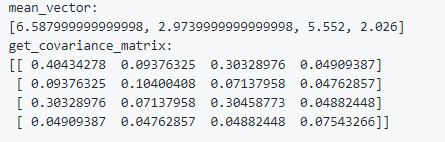 mean_vector:
[6.587999999999998, 2.9739999999999998, 5.552, 2.026]
get_covariance_matrix:
[[ 0.40434278 0.09376325 0.30328976 0.04909387]
[ 0.09376325 0.10400408 0.07137958 0.04762857]
[ 0.30328976 0.07137958 0.30458773 0.04882448]
[ 0.04909387 0.04762857 0.04882448 0.07543266]]